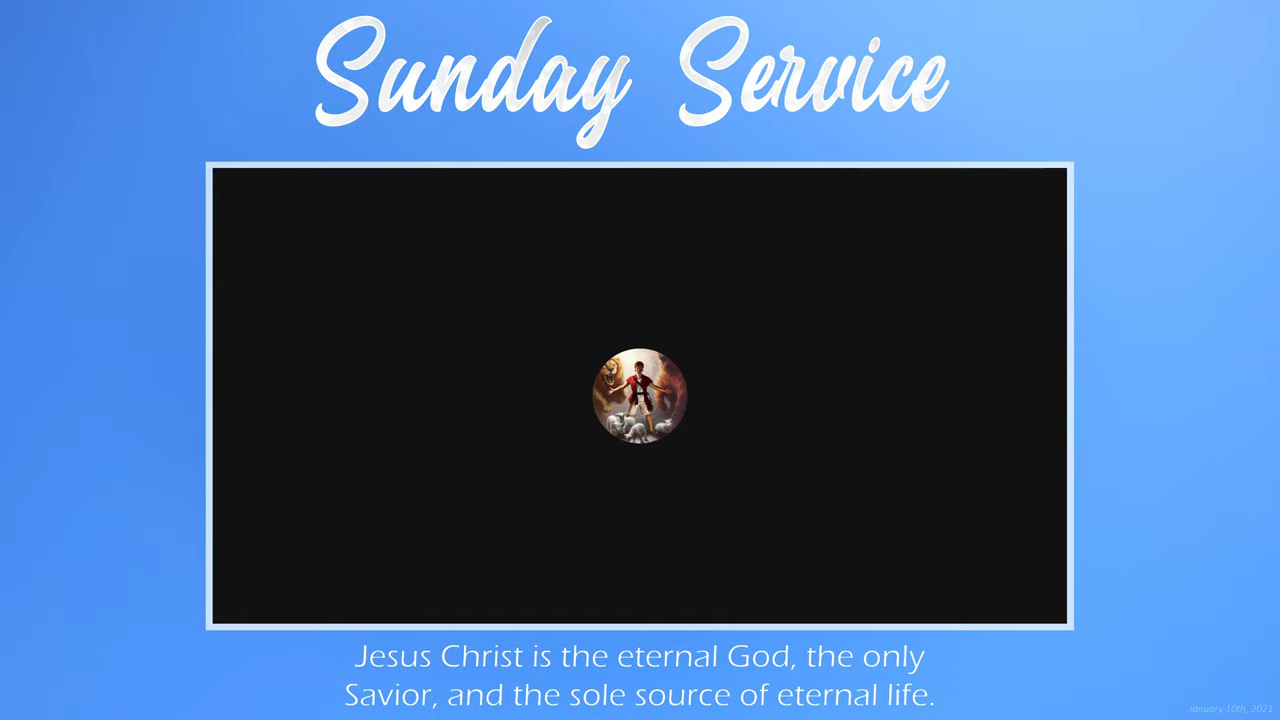 Sunday Service
Jesus Christ is the eternal God, the only
Savior, and the sole source of eternal life.
January 10th, 2021